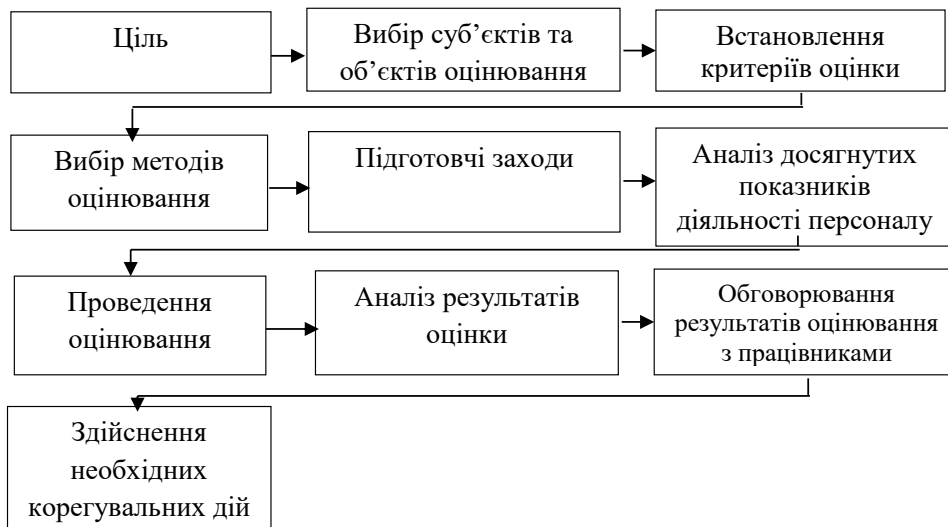 Ціль
Вибір суб’єктів та
об’єктів оцінювання
Встановлення
критеріїв оцінки
Вибір методів
оцінювання
Підготовчі заходи
Аналіз досягнутих
показників
діяльності персоналу
Проведення
оцінювання
Аналіз результатів
оцінки
Обговорювання
результатів оцінювання
з працівниками
Здійснення
необхідних
корегувальних дій